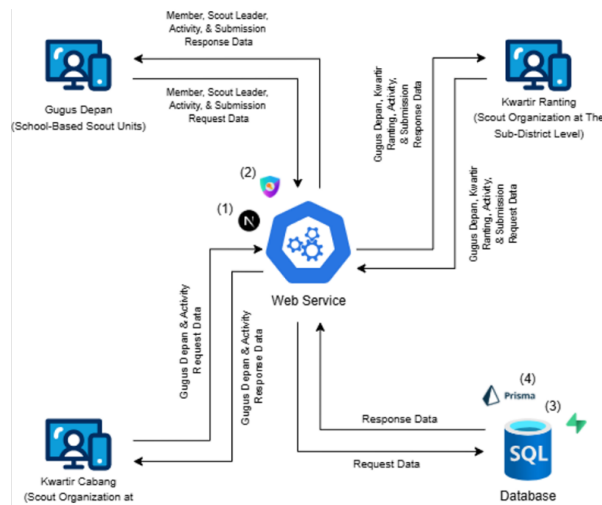 Member, Scout Leader,
Activity, & Submission
Response Data
Member, Scout Leader,
Activity, & Submission
Request Data
Gugus Depan
(School-Based Scout Units)
Gugus Depan, Kwartir
Ranting, Activity,
& Submission
Response Data
Kwartir Ranting
(Scout Organization at The
Sub-District Level)
Gugus Depan, Kwartir
Ranting, Activity,
& Submission
Request Data
(2)
(1)
N
Web Service
Gugus Depan & Activity
Request Data
Gugus Depan & Activity
Response Data
(4)
Prisma
(3)
Response Data
Request Data
SQL
Database
Kwartir Cabang
(Scout Organization at